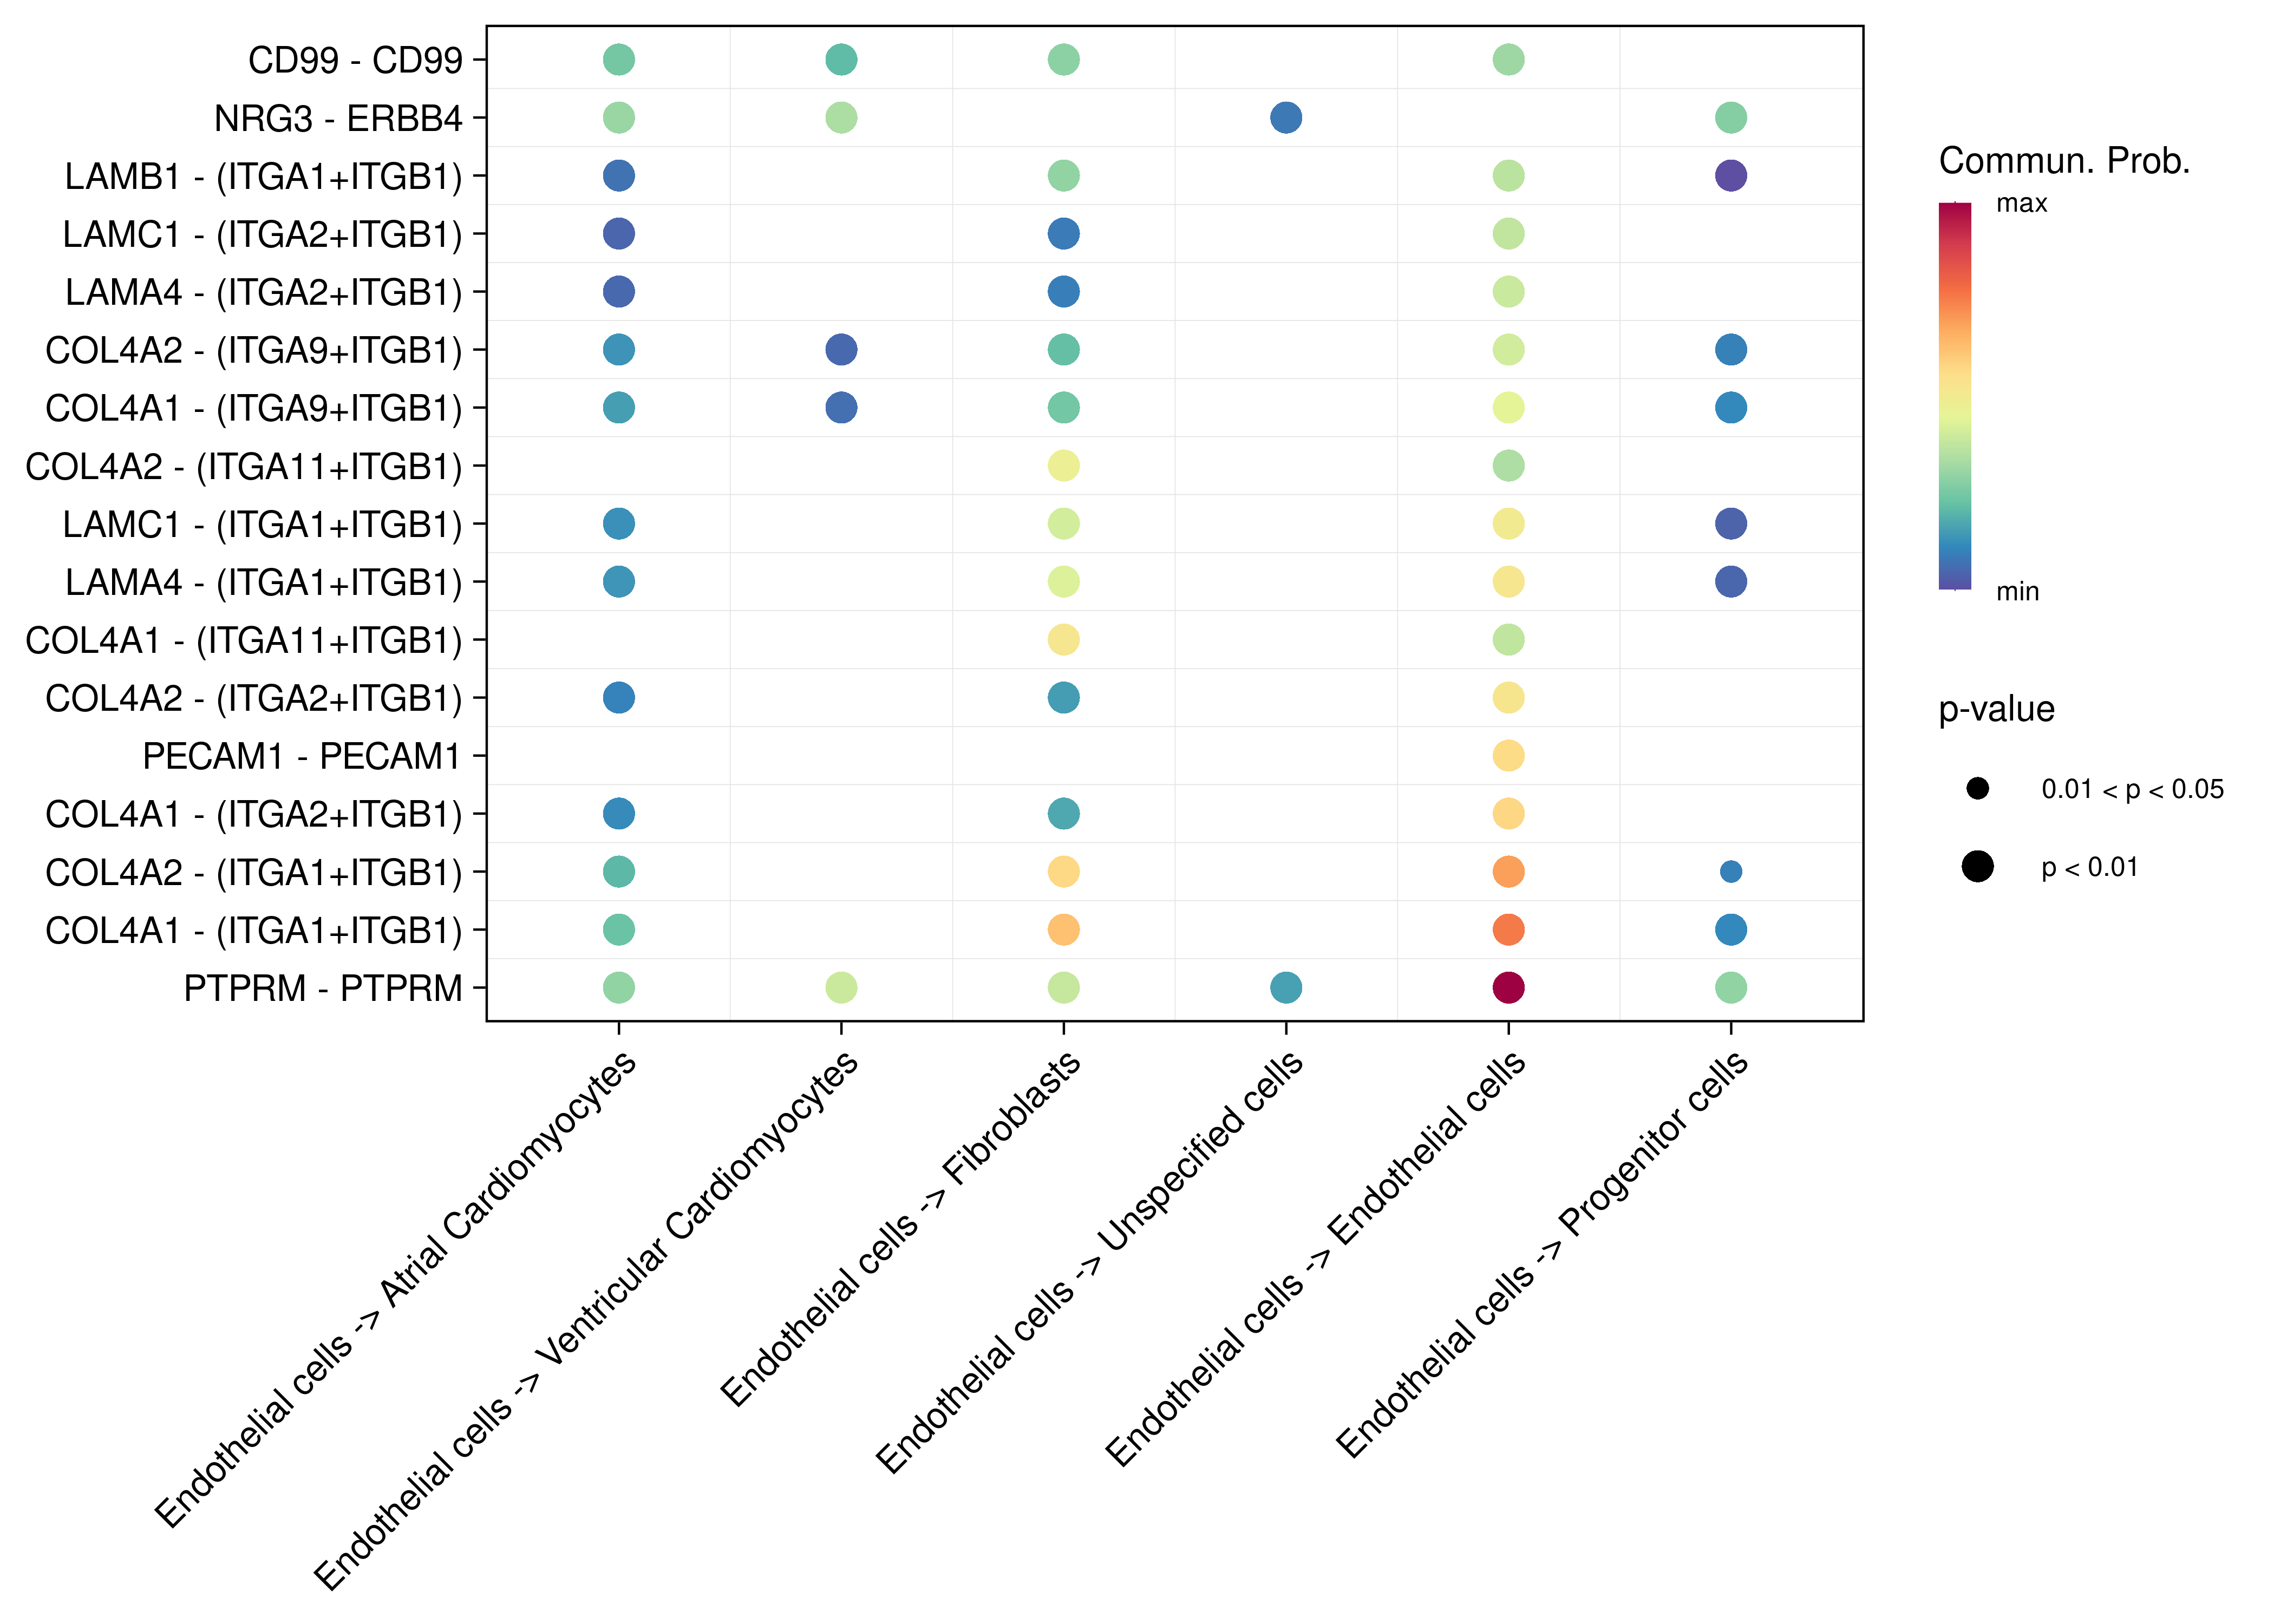 CD99 - CD99
NRG3 - ERBB4
LAMB1 - (ITGA1+ITGB1)
LAMC1 - (ITGA2+ITGB1)
LAMA4 - (ITGA2+ITGB1)
COL4A2 - (ITGA9+ITGB1)
COL4A1 - (ITGA9+ITGB1)
COL4A2 - (ITGA11+ITGB1)
LAMC1 - (ITGA1+ITGB1)
LAMA4 - (ITGA1+ITGB1)
COL4A1 - (ITGA11+ITGB1)
COL4A2 - (ITGA2+ITGB1)
PECAM1 - PECAM1
COL4A1 - (ITGA2+ITGB1)
COL4A2 - (ITGA1+ITGB1)
COL4A1 - (ITGA1+ITGB1)
PTPRM - PTPRM
Endothelial cells -> Atrial Cardiomyocytes
Endothelial cells -> Ventricular Cardiomyocytes
Endothelial cells -> Fibroblasts
Endothelial cells -> Unspecified cells
Endothelial cells -> Endothelial cells
Endothelial cells -> Progenitor cells
Commun. Prob.
max
min
p-value
0.01 < p < 0.05
p < 0.01